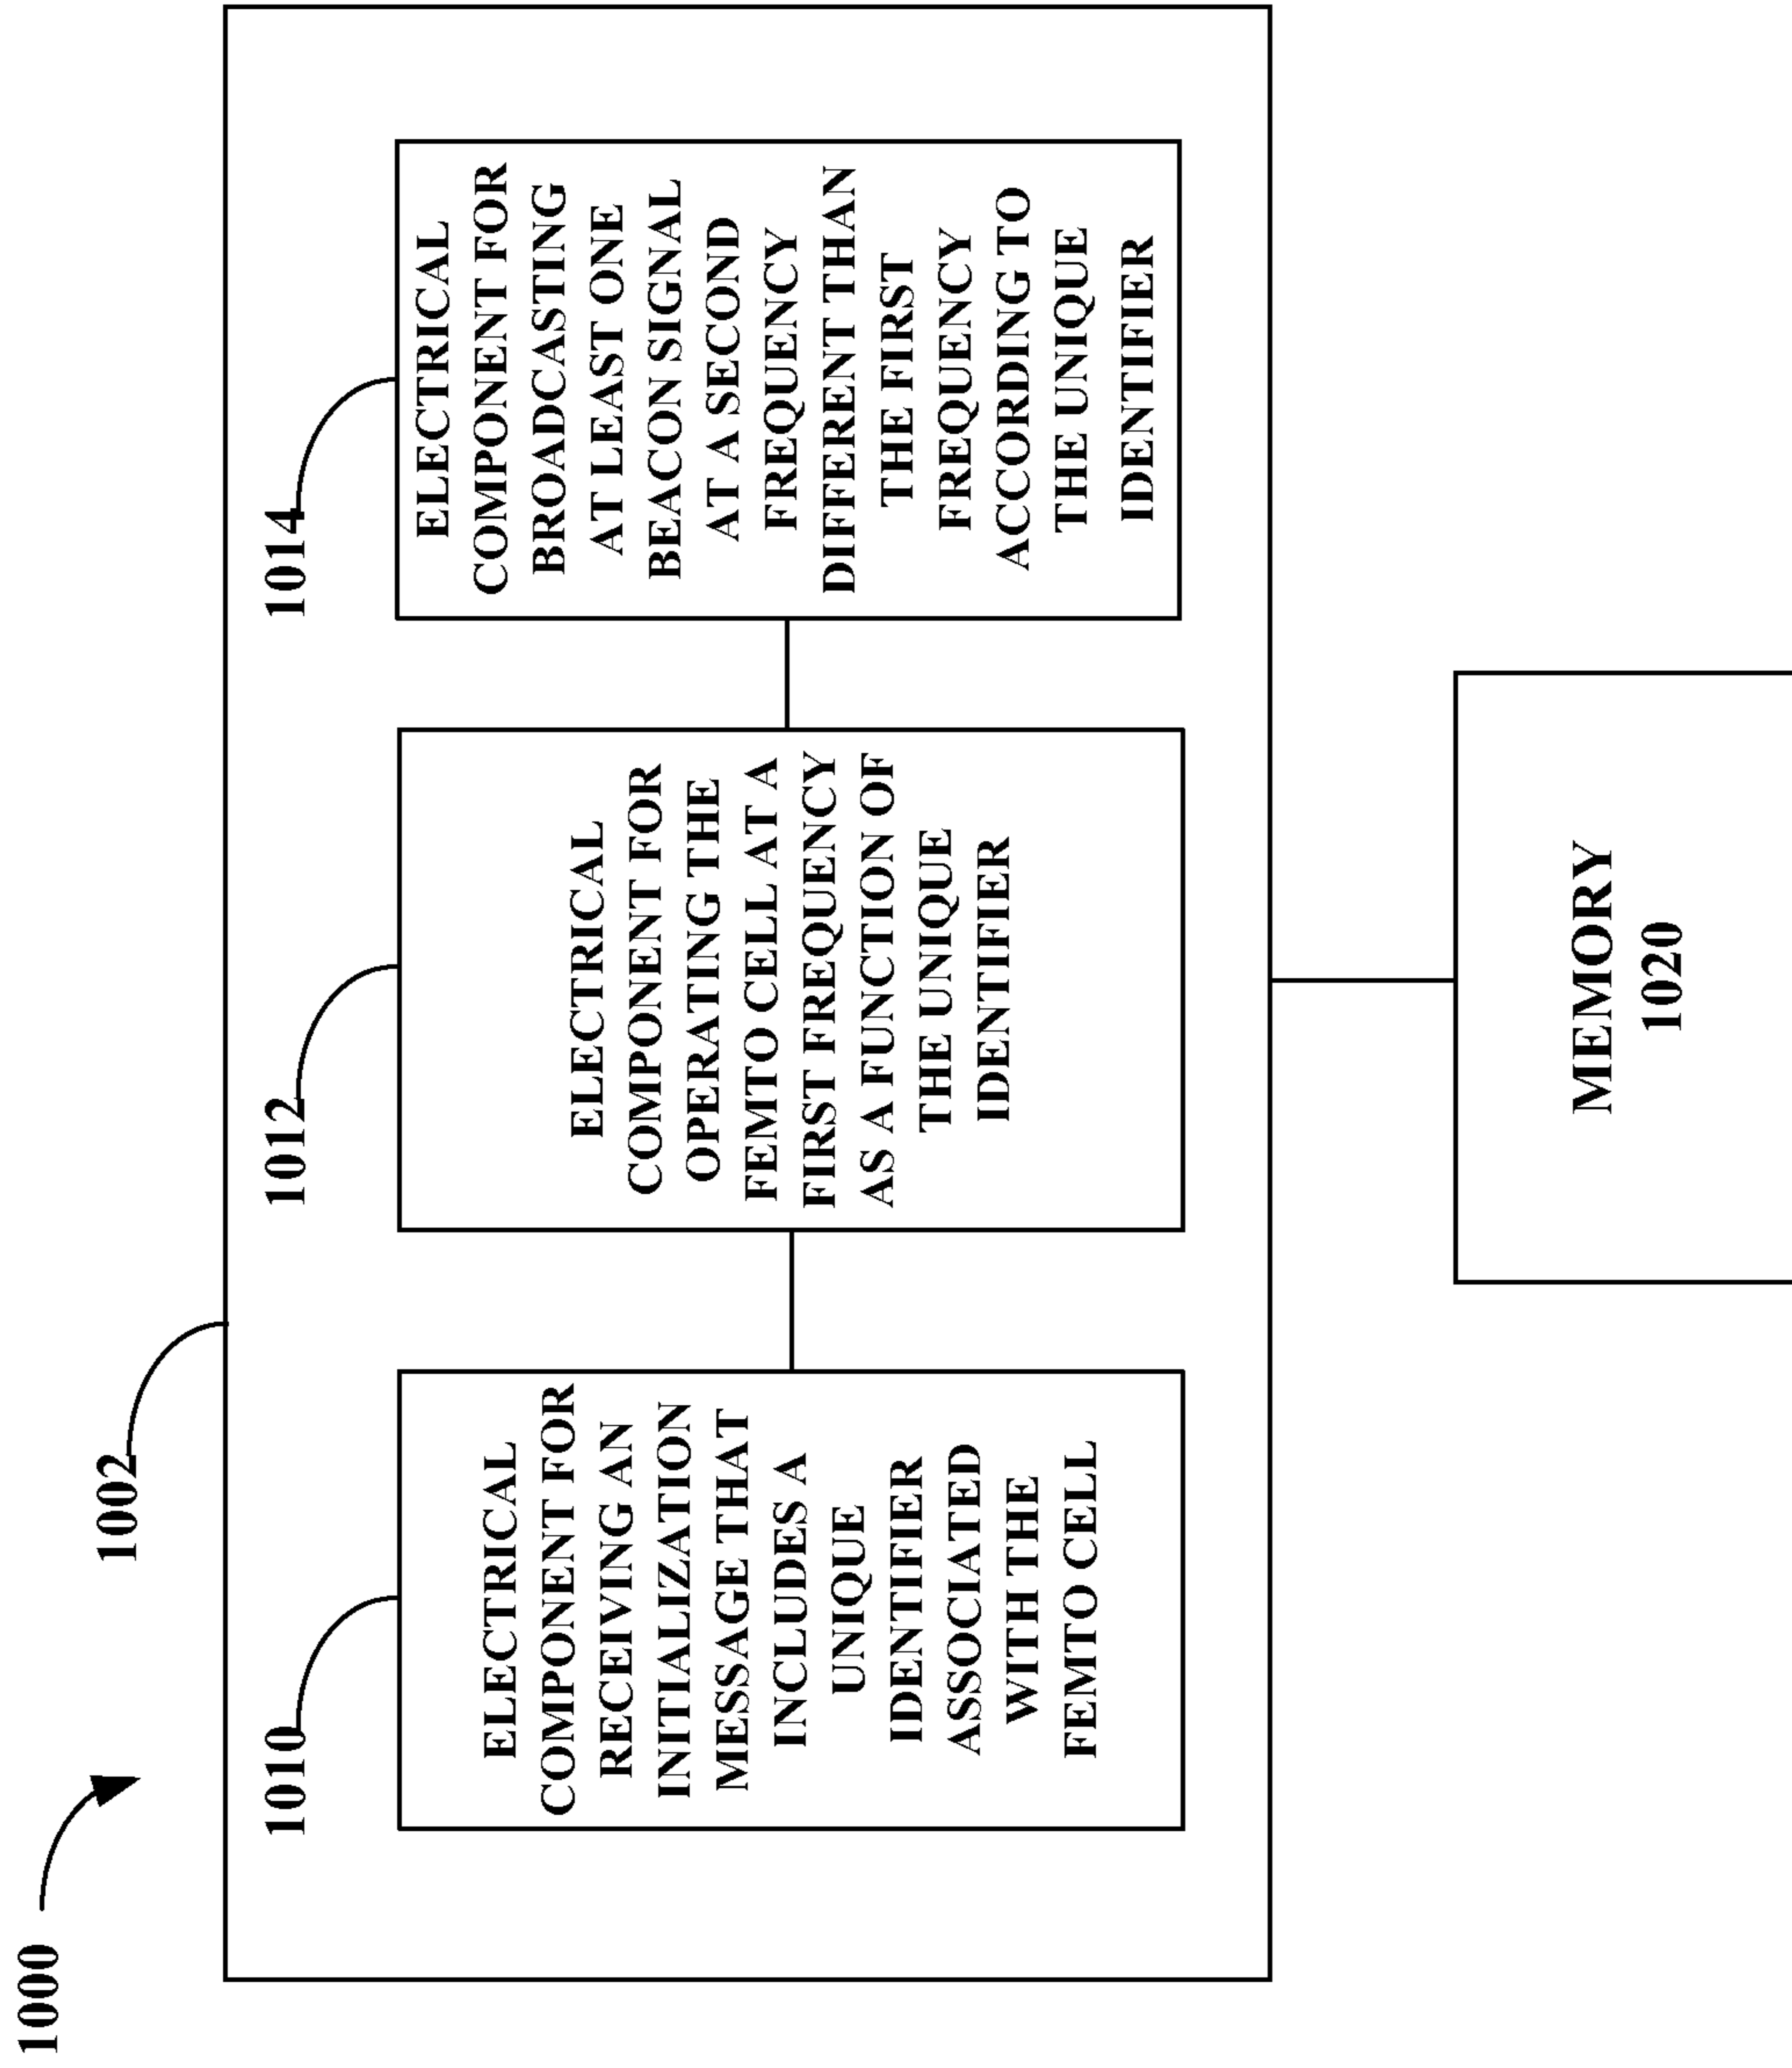 1000
1002
1010
ELECTRICAL
COMPONENT FOR
RECEIVING AN
INITIALIZATION
MESSAGE THAT
INCLUDES A
UNIQUE
IDENTIFIER
ASSOCIATED
WITH THE
FEMTO CELL
1012
ELECTRICAL
COMPONENT FOR
OPERATING THE
FEMTO CELL AT A
FIRST FREQUENCY
AS A FUNCTION OF
THE UNIQUE
IDENTIFIER
1014
ELECTRICAL
COMPONENT FOR
BROADCASTING
AT LEAST ONE
BEACON SIGNAL
AT A SECOND
FREQUENCY
DIFFERENT THAN
THE FIRST
FREQUENCY
ACCORDING TO
THE UNIQUE
IDENTIFIER
MEMORY
1020